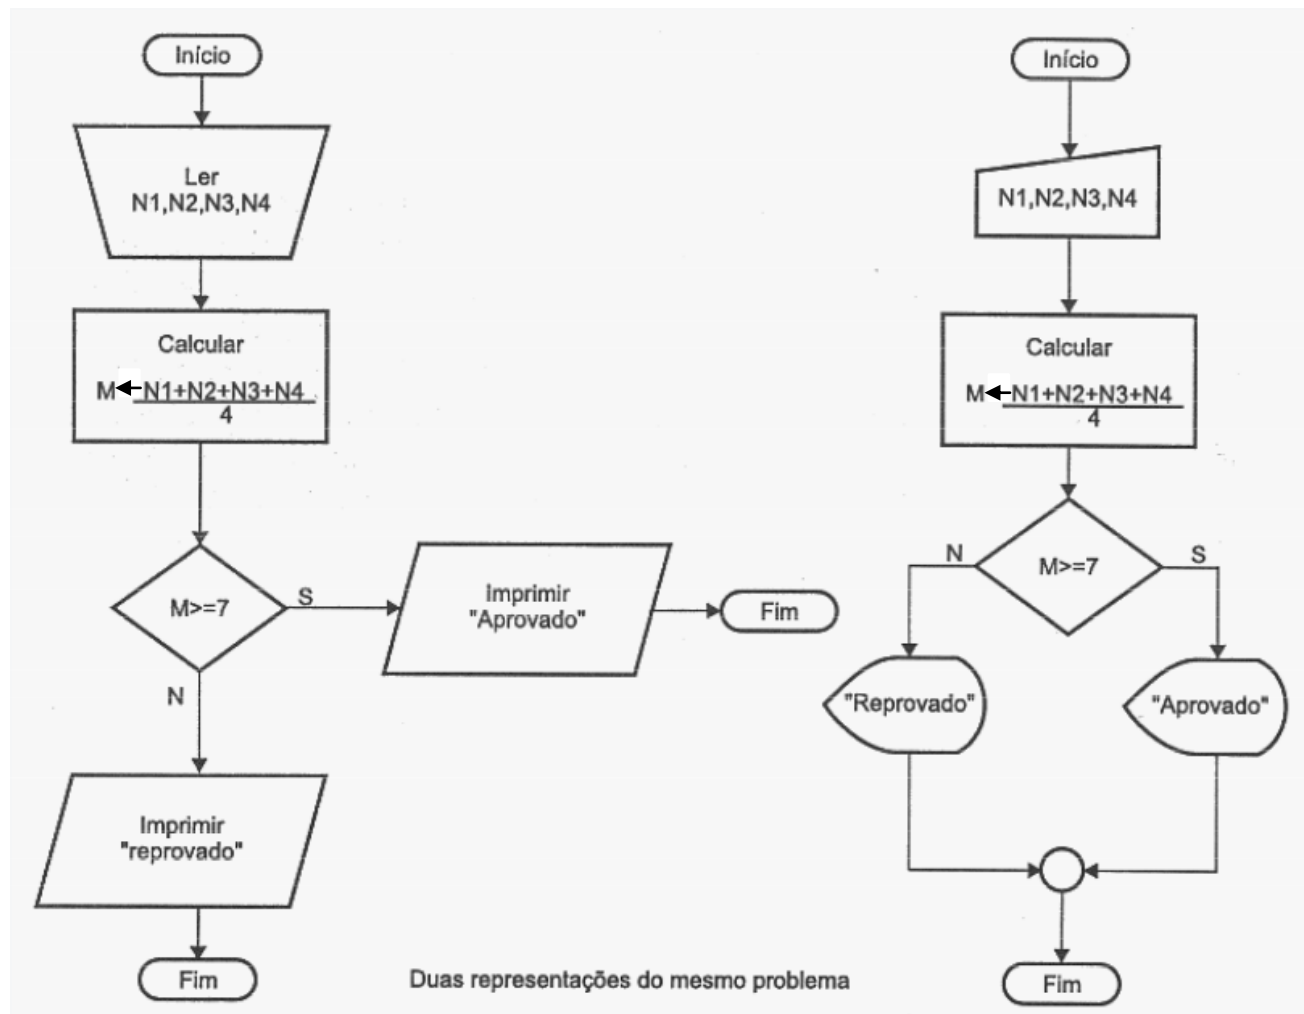 Início
Ler
N1,N2,N3,N4
Calcular
M←N1+N2+N3+N4
4
M>=7
S
Imprimir
"Aprovado"
Fim
N
Imprimir
"reprovado"
Fim
Início
N1,N2,N3,N4
Calcular
M←N1+N2+N3+N4
4
M>=7
N
S
"Reprovado"
"Aprovado"
Fim
Duas representações do mesmo problema